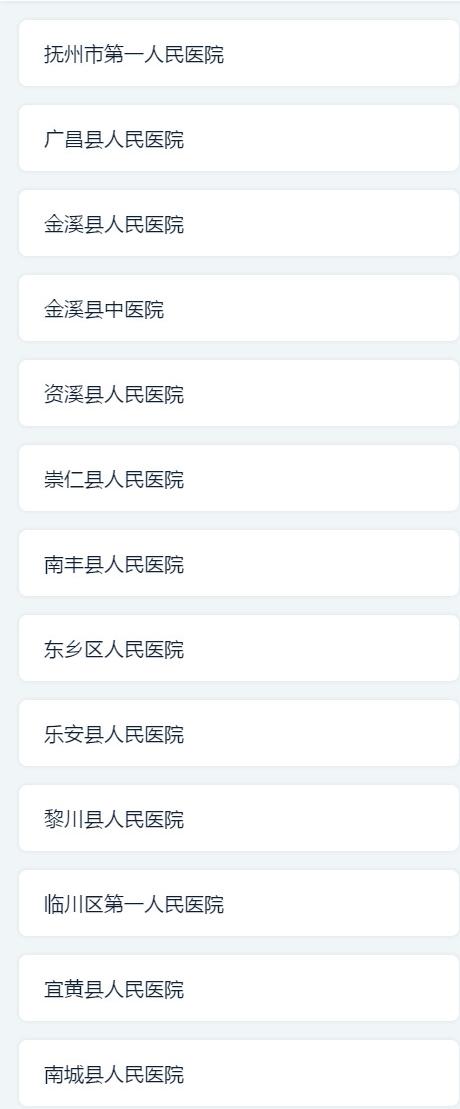 抚州市第一人民医院
广昌县人民医院
金溪县人民医院
金溪县中医院
资溪县人民医院
崇仁县人民医院
南丰县人民医院
东乡区人民医院
乐安县人民医院
黎川县人民医院
临川区第一人民医院
宜黄县人民医院
南城县人民医院